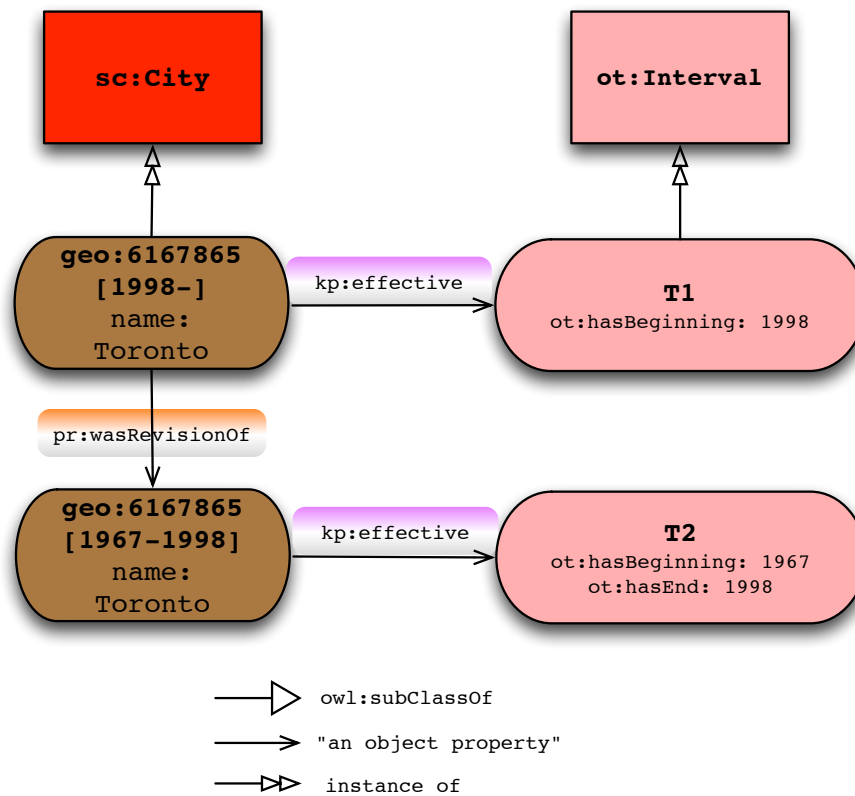 sc:City
ot:Interval
geo:6167865
[1998-]
name:
Toronto
kp:effective
T1
ot:hasBeginning: 1998
pr:wasRevisionOf
geo:6167865
[1967-1998]
name:
Toronto
kp:effective
T2
ot:hasBeginning: 1967
ot:hasEnd: 1998
owl:subClassOf
"an object property"
instance of